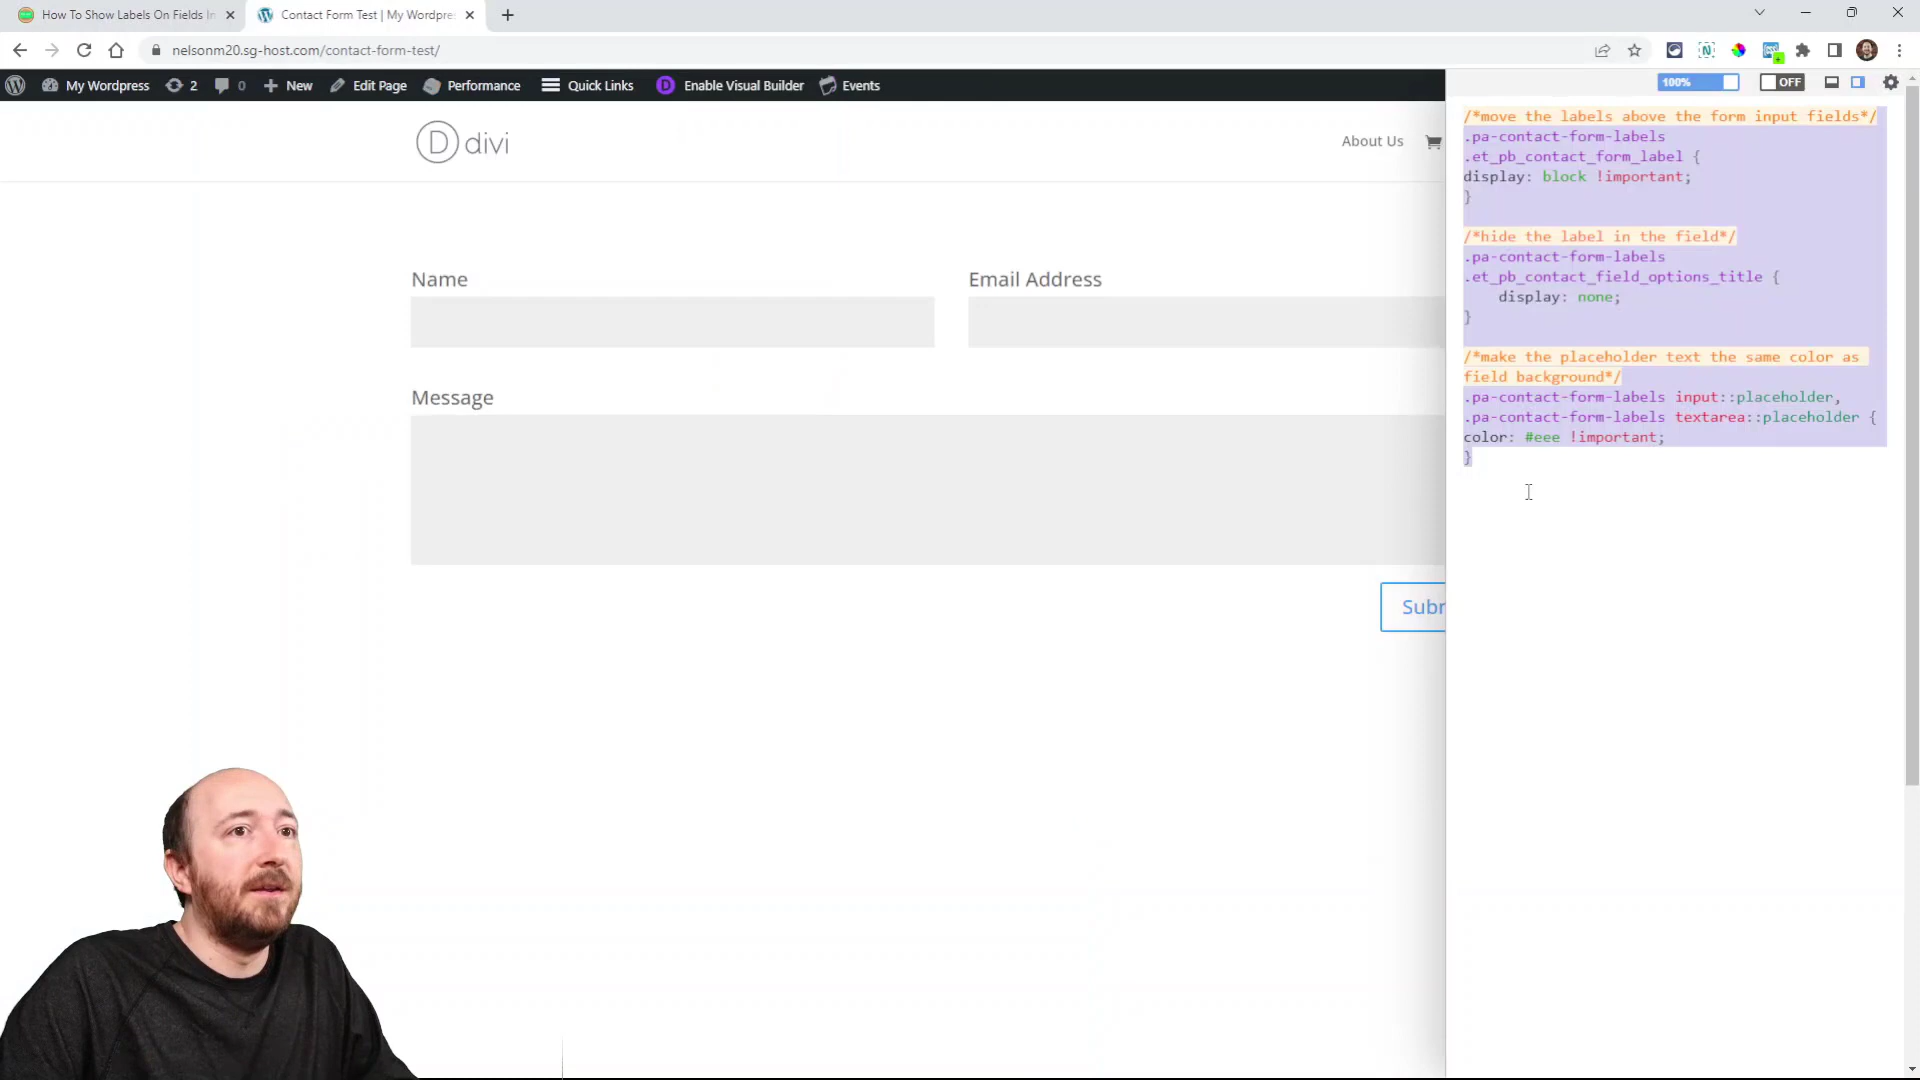 How To Show Labels On Fields In
Contact Form Test | My Wordpre
nelsonm20.sg-host.com/contact-form-test/
My Wordpress 2 0 New Edit Page Performance Quick Links Enable Visual Builder Events
100% OFF
D divi
About Us
Name
Email Address
Message
Subm
/*move the labels above the form input fields*/
.pa-contact-form-labels
.et_pb_contact_form_label {
display: block !important;
}
/*hide the label in the field*/
.pa-contact-form-labels
.et_pb_contact_field_options_title {
display: none;
}
/*make the placeholder text the same color as
field background*/
.pa-contact-form-labels input::placeholder,
.pa-contact-form-labels textarea::placeholder {
color: #eee !important;
}